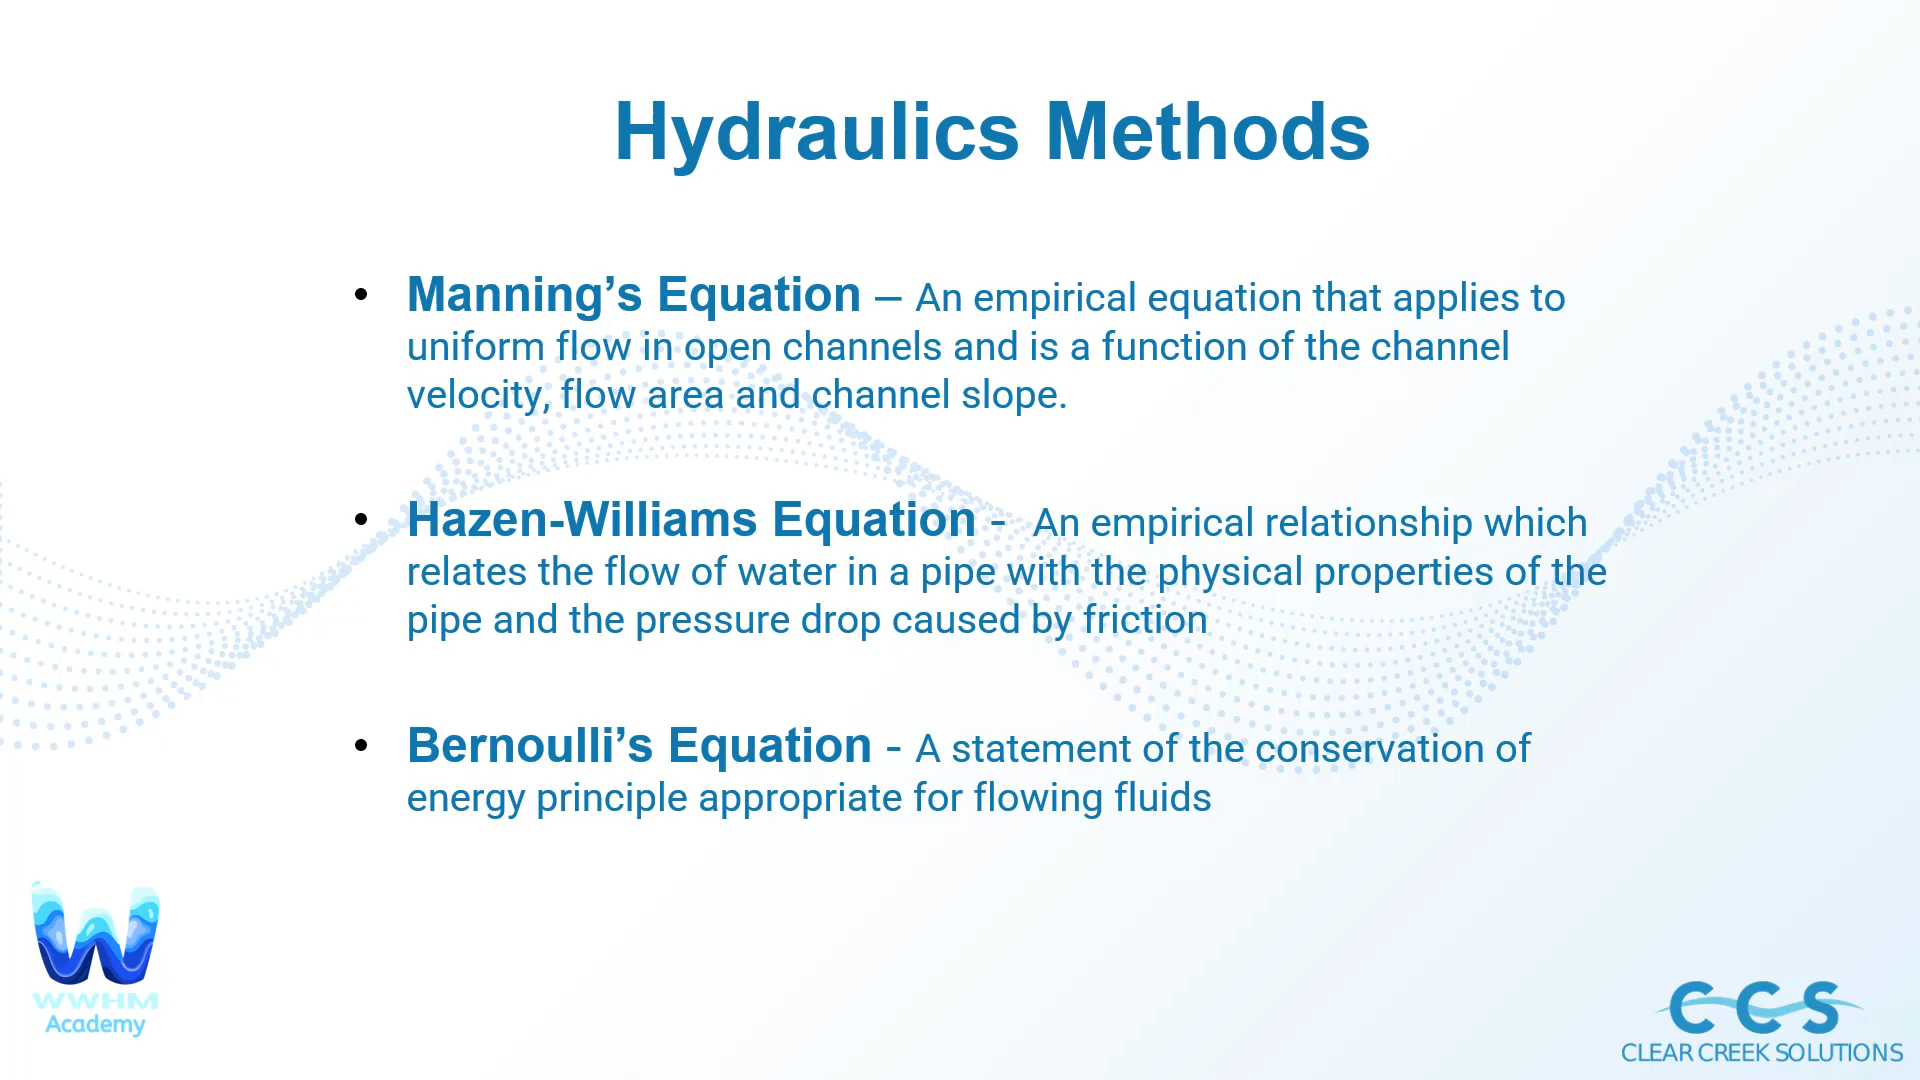 Hydraulics Methods
• Manning’s Equation – An empirical equation that applies to
uniform flow in open channels and is a function of the channel
velocity, flow area and channel slope.
• Hazen-Williams Equation - An empirical relationship which
relates the flow of water in a pipe with the physical properties of the
pipe and the pressure drop caused by friction
• Bernoulli’s Equation - A statement of the conservation of
energy principle appropriate for flowing fluids
W
WWHM
Academy
CCS
CLEAR CREEK SOLUTIONS